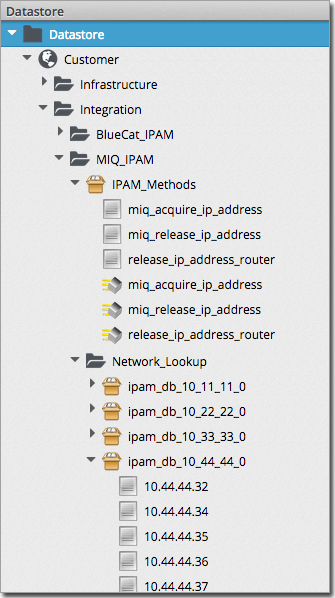 Datastore
Datastore
Customer
Infrastructure
Integration
BlueCat_IPAM
MIQ_IPAM
IPAM_Methods
miq_acquire_ip_address
miq_release_ip_address
release_ip_address_router
miq_acquire_ip_address
miq_release_ip_address
release_ip_address_router
Network_Lookup
ipam_db_10_11_11_0
ipam_db_10_22_22_0
ipam_db_10_33_33_0
ipam_db_10_44_44_0
10.44.44.32
10.44.44.34
10.44.44.35
10.44.44.36
10.44.44.37